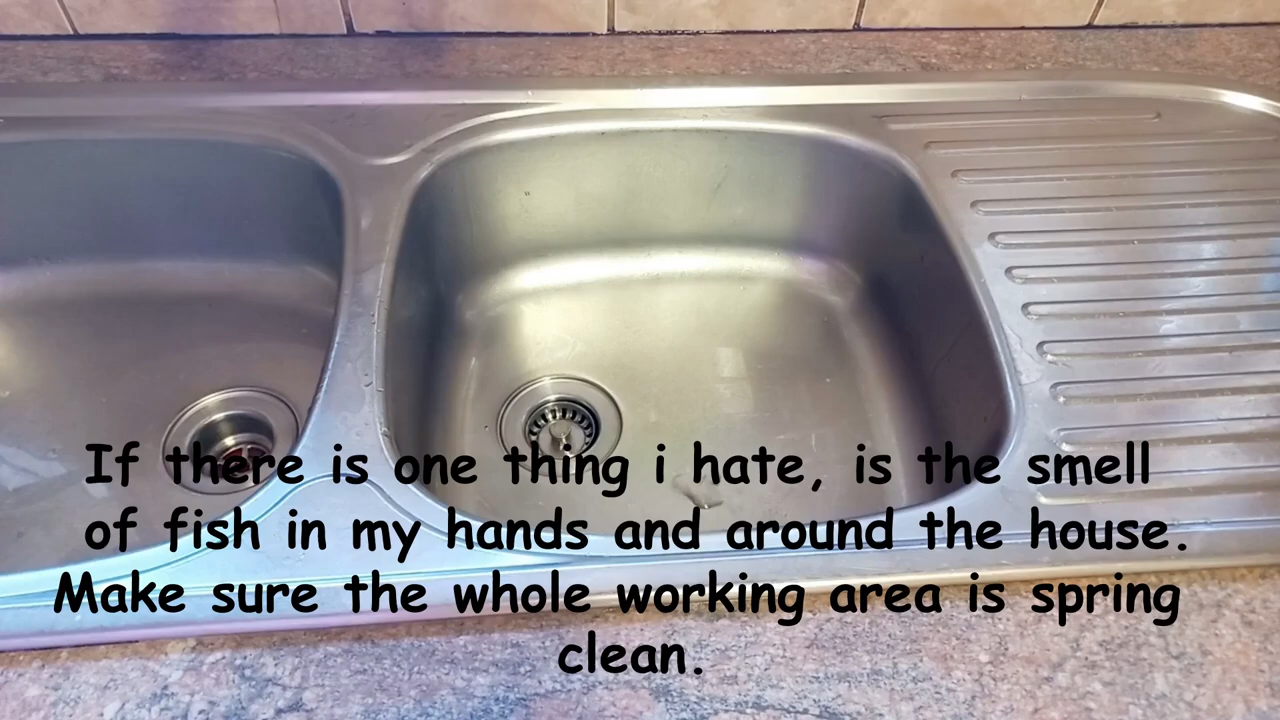 If there is one thing i hate, is the smell
of fish in my hands and around the house.
Make sure the whole working area is spring
clean.